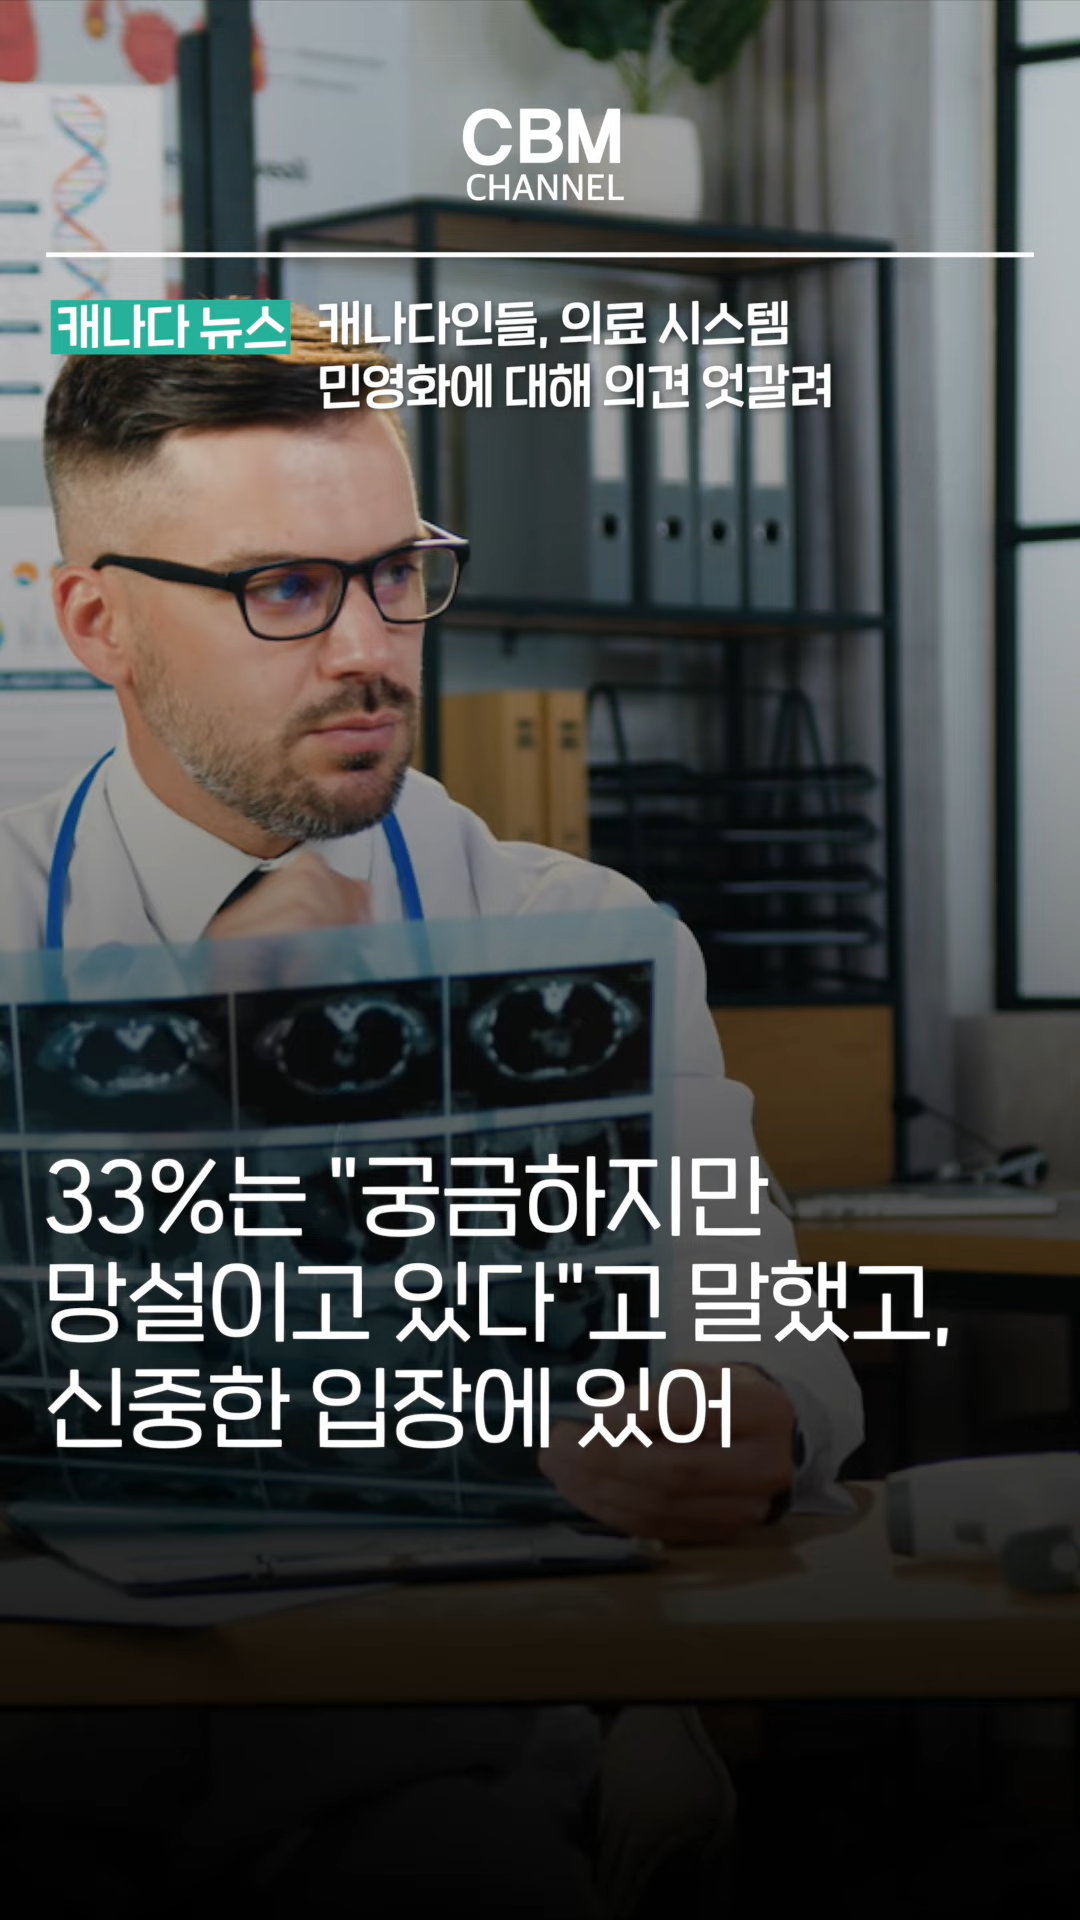 CBM
CHANNEL
캐나다 뉴스
캐나다인들, 의료 시스템
민영화에 대해 의견 엇갈려
33%는 "궁금하지만
망설이고 있다"고 말했고,
신중한 입장에 있어